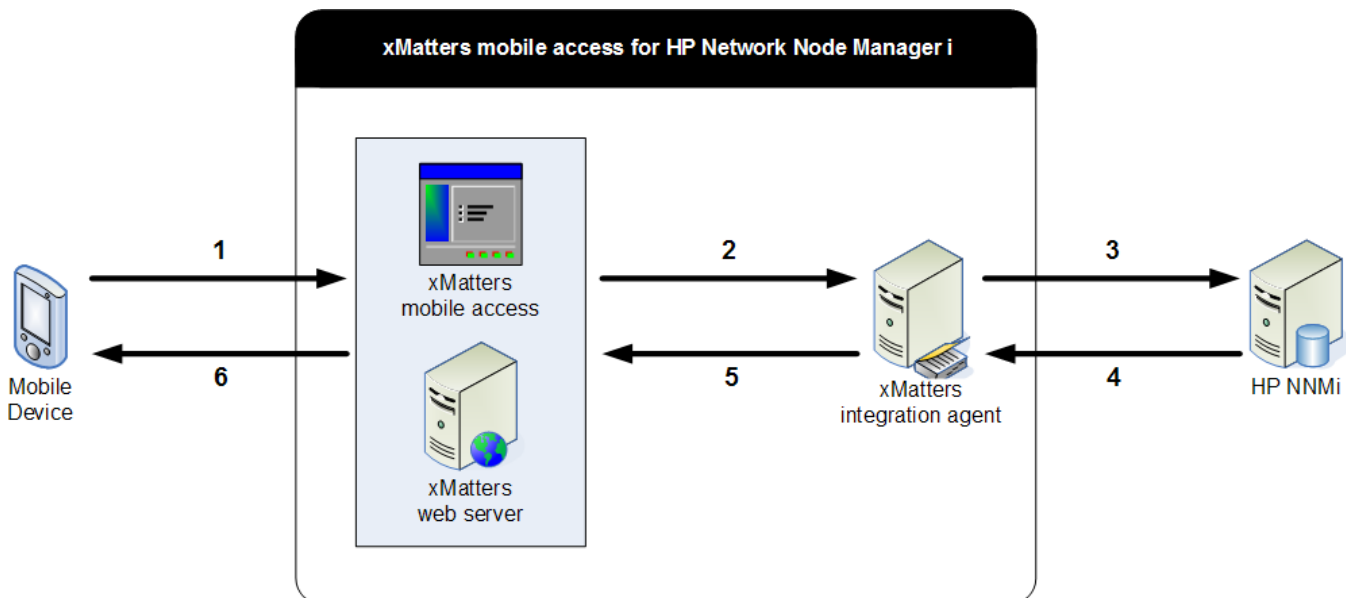 xMatters mobile access for HP Network Node Manager i
1
2
3
xMatters
mobile access
6
5
4
Mobile
Device
xMatters
integration agent
HP NNMi
xMatters
web server